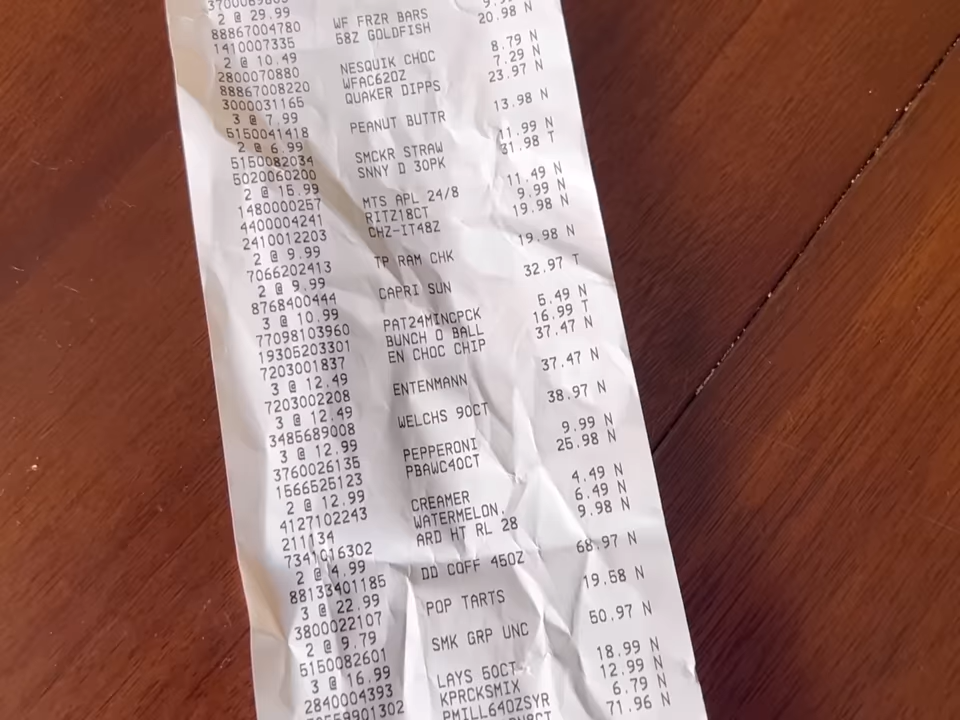 2 @ 29.99
88867004780 WF FRZR BARS
1410007335 58Z GOLDFISH 20.98 N
2 @ 10.49
2800070880 NESQUIK CHOC 8.79 N
88867008220 WFAC62OZ 7.29 N
3000031165 QUAKER DIPPS 23.97 N
3 @ 7.99
5150041418 PEANUT BUTTR 13.98 N
2 @ 6.99
5150082034 SMCKR STRAW 11.99 N
5020060200 SNNY D 30PK 31.98 T
2 @ 15.99
1480000257 MTS APL 24/8 11.49 N
4400004241 RITZ18CT 9.99 N
2410012203 CHZ-IT48Z 19.98 N
2 @ 9.99
7066202413 TP RAM CHK 19.98 N
2 @ 9.99
8768400444 CAPRI SUN 32.97 T
3 @ 10.99
77098103960 PAT24MINCPCK 5.49 N
19305203301 BUNCH O BALL 16.99 T
7203001837 EN CHOC CHIP 37.47 N
3 @ 12.49
7203002208 ENTENMANN 37.47 N
3 @ 12.49
3485689008 WELCHS 90CT 38.97 N
3 @ 12.99
3760026135 PEPPERONI 9.99 N
1566525123 PBAWC40CT 25.98 N
2 @ 12.99
4127102243 CREAMER 4.49 N
211134 WATERMELON. 6.49 N
7341016302 ARD HT RL 28 9.98 N
2 @ 4.99
88133401185 DD COFF 45OZ 68.97 N
3 @ 22.99
3800022107 POP TARTS 19.58 N
2 @ 9.79
5150082601 SMK GRP UNC 50.97 N
3 @ 16.99
2840004393 LAYS 50CT 18.99 N
KPRCKSMIX 12.99 N
PMILL64OZSYR 6.79 N
71.96 N